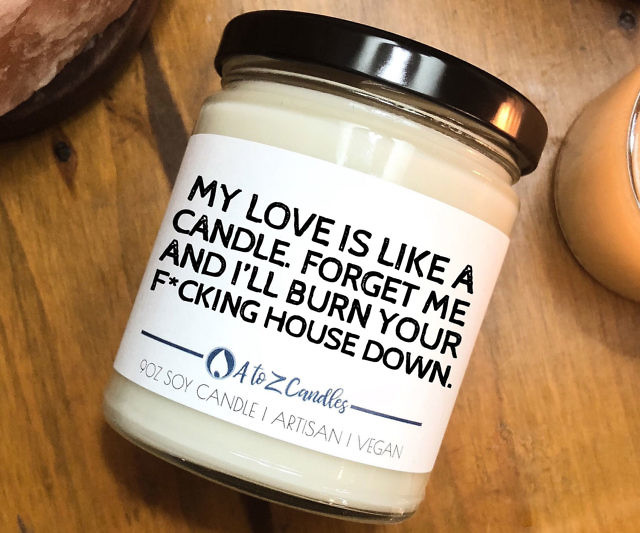 MY LOVE IS LIKE A
CANDLE. FORGET ME
AND I'LL BURN YOUR
F*CKING HOUSE DOWN.
A to Z Candles
9OZ SOY CANDLE | ARTISAN | VEGAN